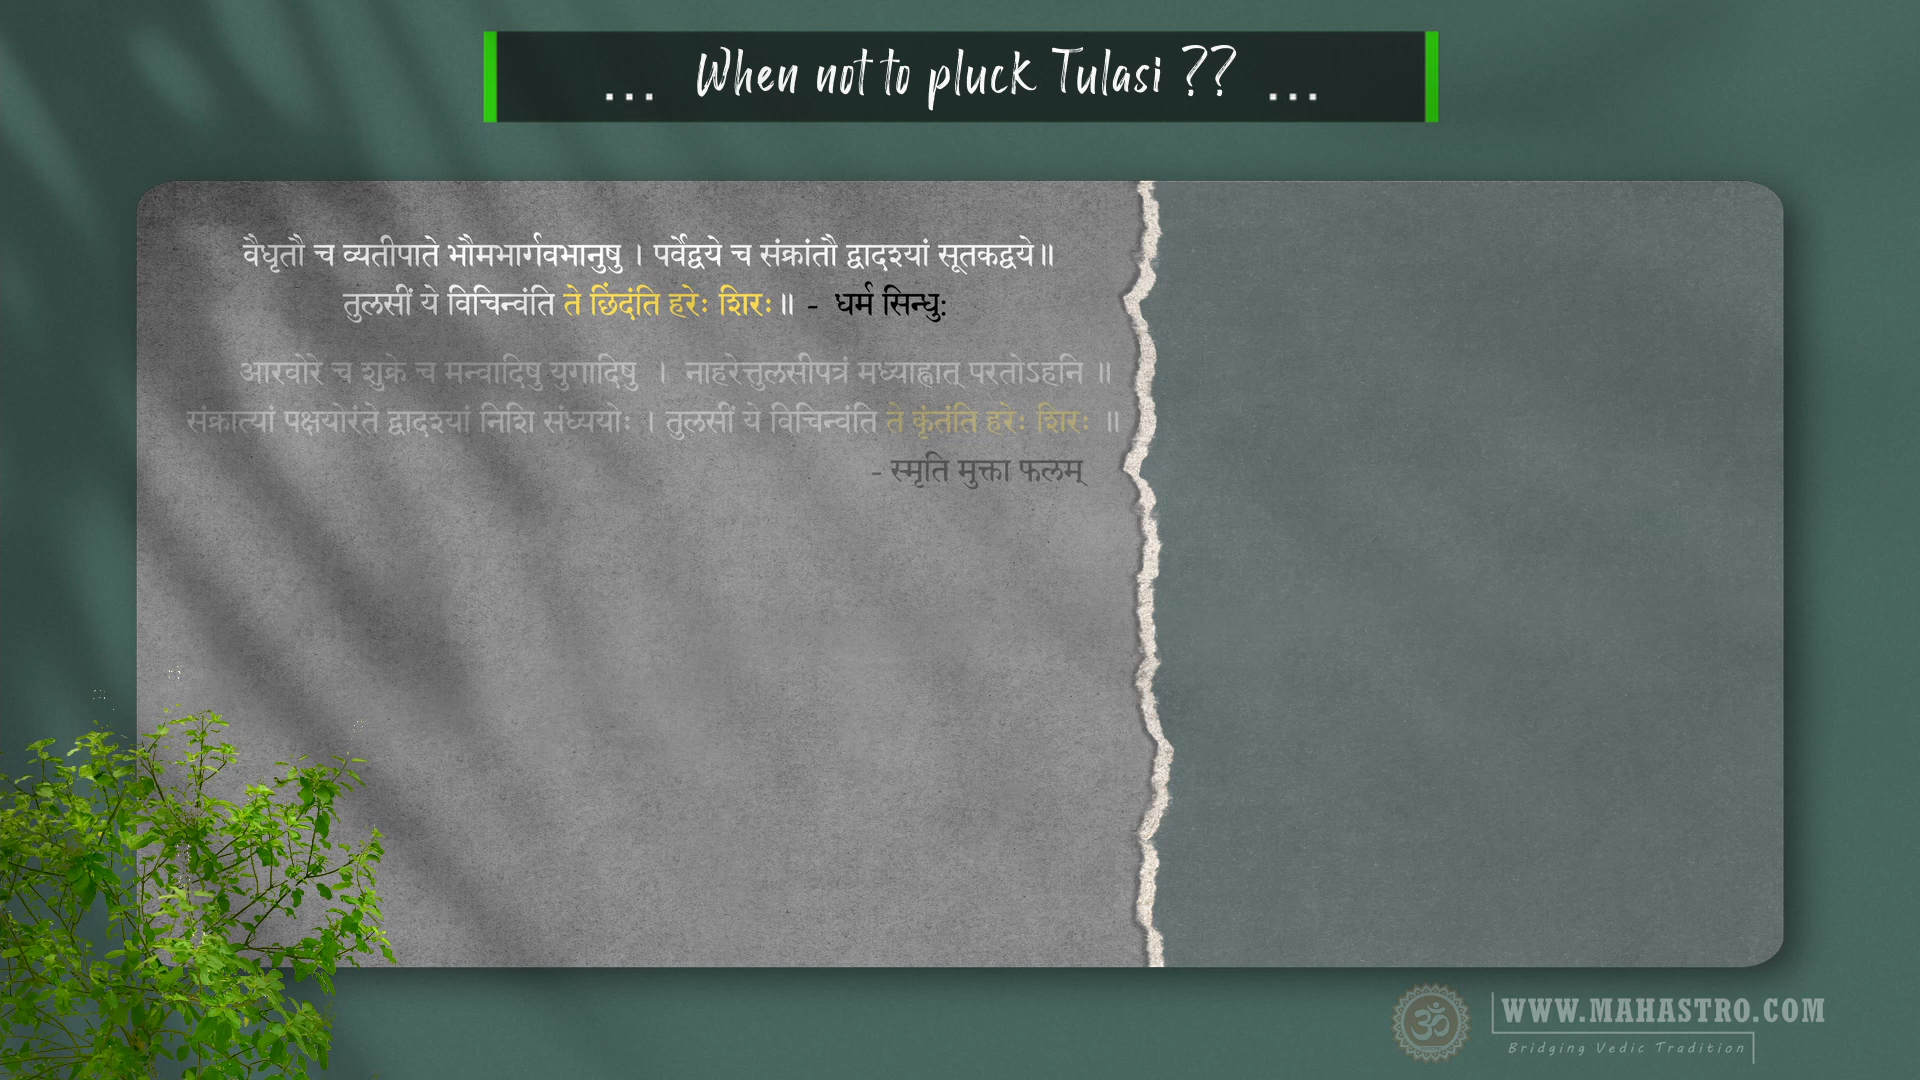 ... When not to pluck Tulasi ?? ...
वैधृतौ च व्यतीपाते भौमभार्गवभानुषु । पर्वेद्वये च संक्रांतौ द्वादश्यां सूतकद्वये॥
तुलसीं ये विचिन्वंति ते छिंदंति हरेः शिरः॥ - धर्म सिन्धु:
आरवोरे च शुक्रे च मन्वादिषु युगादिषु । नाहरेत्तुलसीपत्रं मध्याह्नात् परतोऽहनि ॥
संक्रात्यां पक्षयोरंते द्वादश्यां निशि संध्ययोः । तुलसीं ये विचिन्वंति ते कृंतंति हरेः शिरः ॥
- स्मृति मुक्ता फलम्
ॐ
WWW.MAHASTRO.COM
Bridging Vedic Tradition